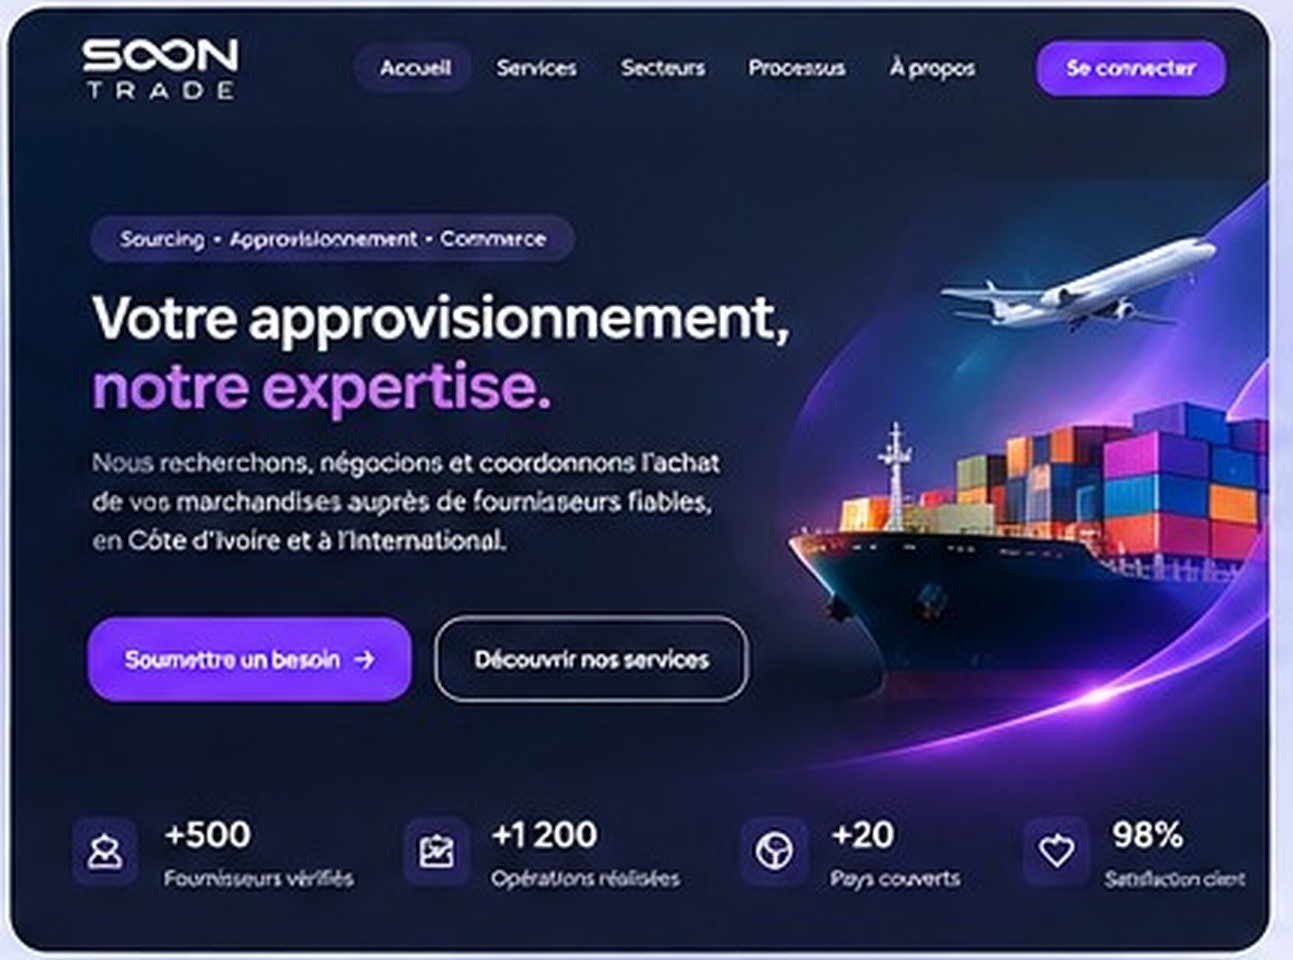 SOON
TRADE
Accueil
Services
Secteurs
Processus
À propos
Se connecter
Sourcing • Approvisionnement • Commerce
Votre approvisionnement,
notre expertise.
Nous recherchons, négocions et coordonnons l'achat
de vos marchandises auprès de fournisseurs fiables,
en Côte d'Ivoire et à l'International.
Soumettre un besoin →
Découvrir nos services
+500
Fournisseurs vérifiés
+1 200
Opérations réalisées
+20
Pays couverts
98%
Satisfaction client